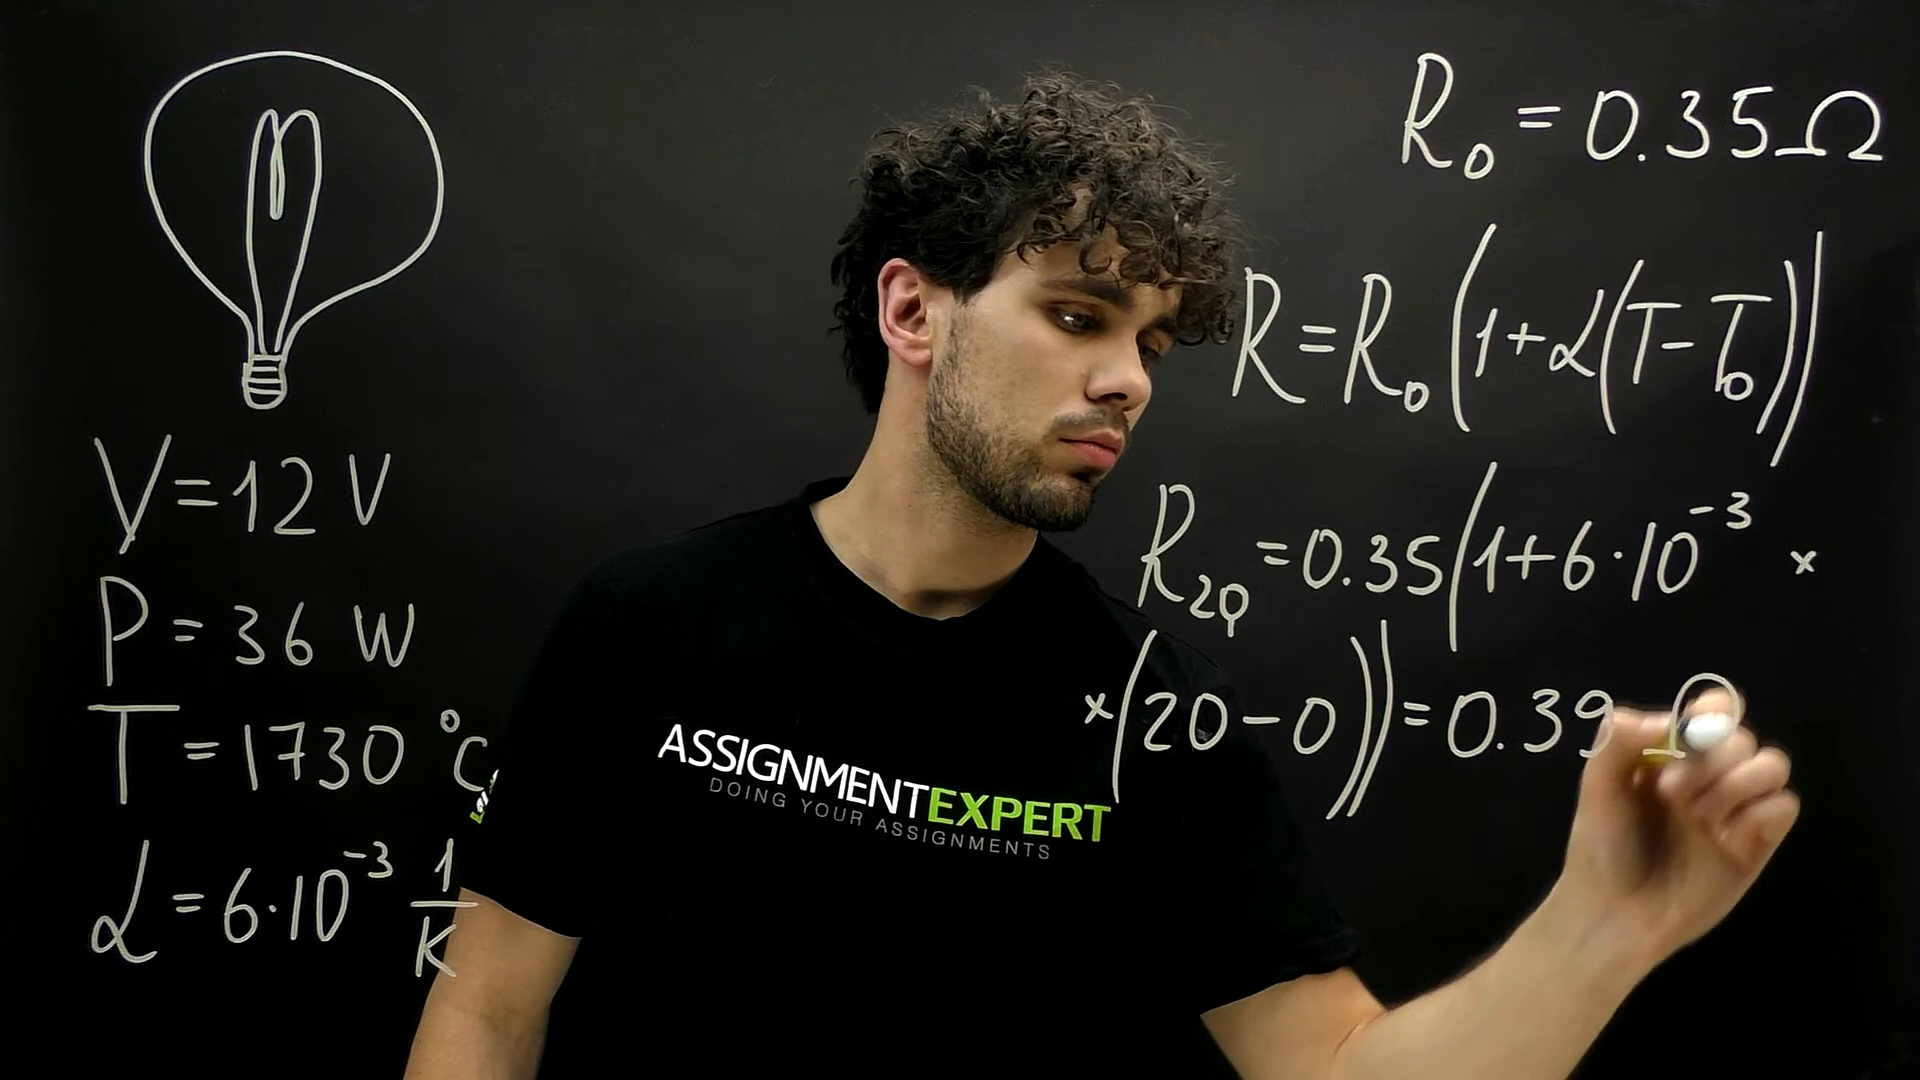 V=12 V
P=36 W
T=1730 °C
α=6·10⁻³ 1/K
ASSIGNMENTEXPERT
DOING YOUR ASSIGNMENTS
R₀=0.35Ω
R=R₀(1+α(T-T₀))
R₂₀=0.35(1+6·10⁻³ ×
×(20-0))=0.39 Ω